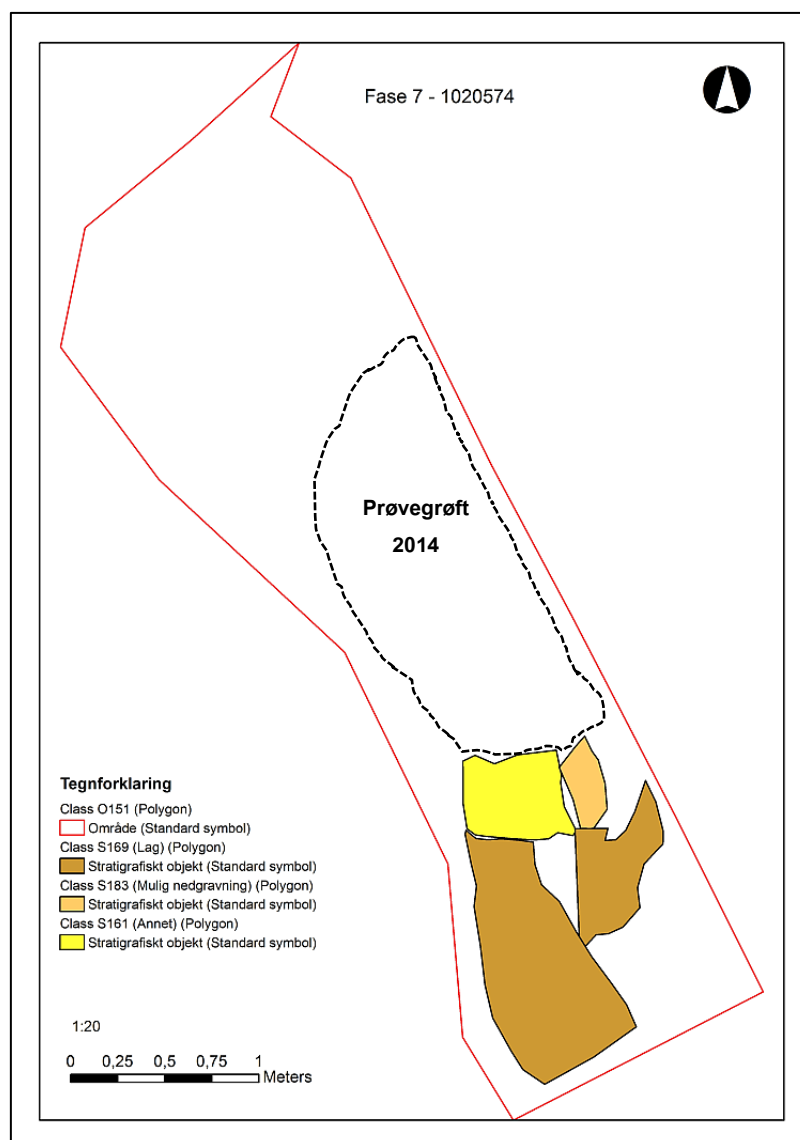 Fase 7 - 1020574
Prøvegrøft
2014
Tegnforklaring
Class O151 (Polygon)
Område (Standard symbol)
Class S169 (Lag) (Polygon)
Stratigrafiskt objekt (Standard symbol)
Class S183 (Mulig nedgravning) (Polygon)
Stratigrafiskt objekt (Standard symbol)
Class S161 (Annet) (Polygon)
Stratigrafiskt objekt (Standard symbol)
1:20
0 0,25 0,5 0,75 1
Meters